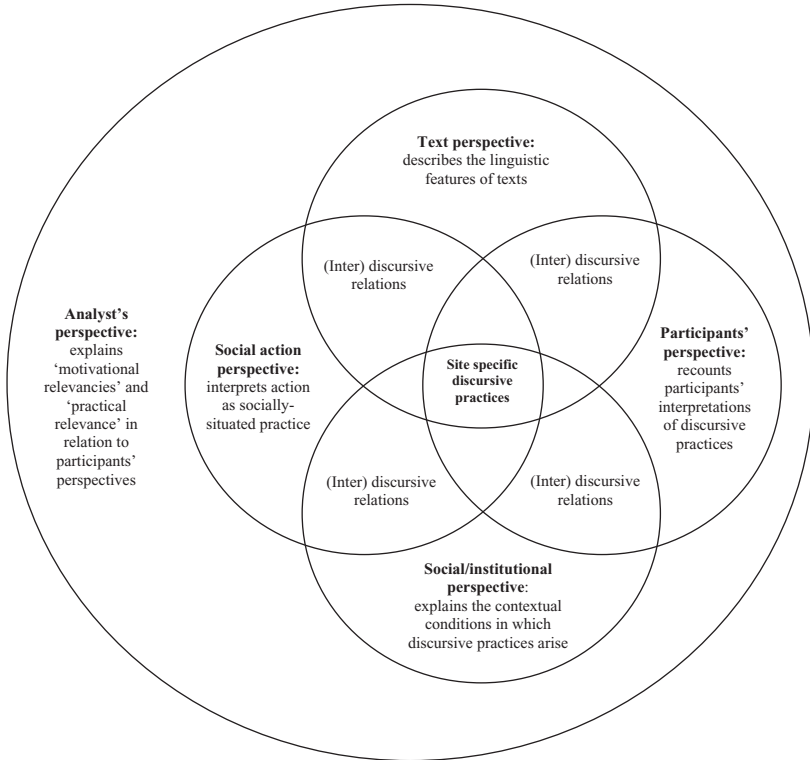 Text perspective:
describes the linguistic
features of texts
(Inter) discursive
relations
(Inter) discursive
relations
Analyst’s
perspective:
explains
‘motivational
relevancies’ and
‘practical
relevance’ in
relation to
participants’
perspectives
Social action
perspective:
interprets action
as socially-
situated practice
Site specific
discursive
practices
Participants’
perspective:
recounts
participants’
interpretations
of discursive
practices
(Inter) discursive
relations
(Inter) discursive
relations
Social/institutional
perspective:
explains the contextual
conditions in which
discursive practices arise